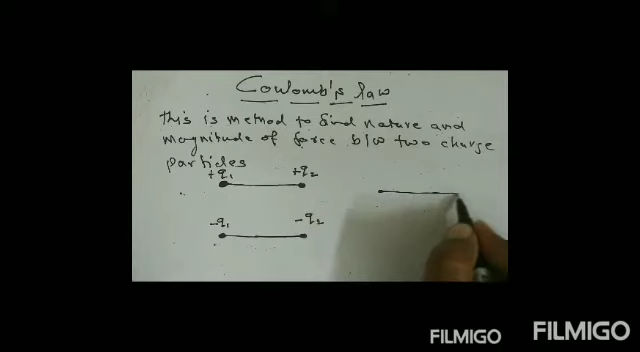 Coulomb's law
this is method to find nature and
magnitude of force b/w two charge
particles
+q₁ +q₂
-q₁ -q₂
FILMIGO FILMIGO